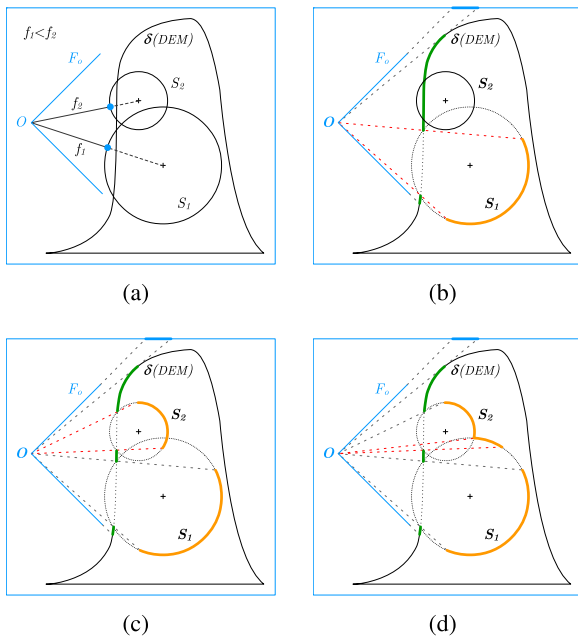 f₁<f₂
δ(DEM)
Fₒ
S₂
f₂
O
f₁
S₁
(a)
δ(DEM)
S₂
O
S₁
(b)
δ(DEM)
Fₒ
S₂
O
S₁
(c)
δ(DEM)
Fₒ
S₂
O
S₁
(d)